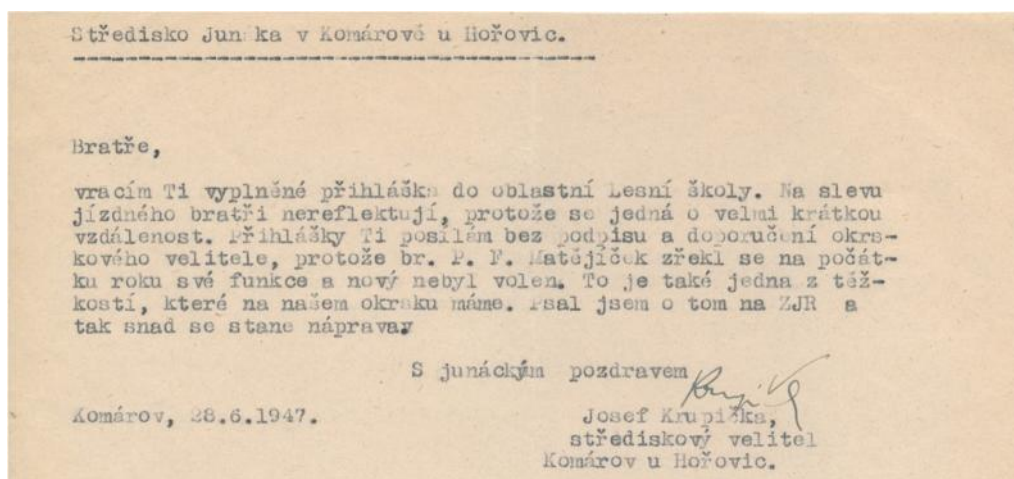 Středisko Junáka v Komárově u Hořovic.
Bratře,
vracím Ti vyplněné přihláška do oblastní Lesní školy. Na slevu
jízdného bratři nereflektují, protože se jedná o velmi krátkou
vzdálenost. Přihlášky Ti posílám bez podpisu a doporučení okrs-
kového velitele, protože br. P. F. Matějíček zřekl se na počát-
ku roku své funkce a nový nebyl volen. To je také jedna z těž-
kostí, které na našem okrsku máme. Psal jsem o tom na ZJR a
tak snad se stane náprava.
S junáckým pozdravem
Komárov, 28.6.1947.
Josef Krupička,
střediskový velitel
Komárov u Hořovic.